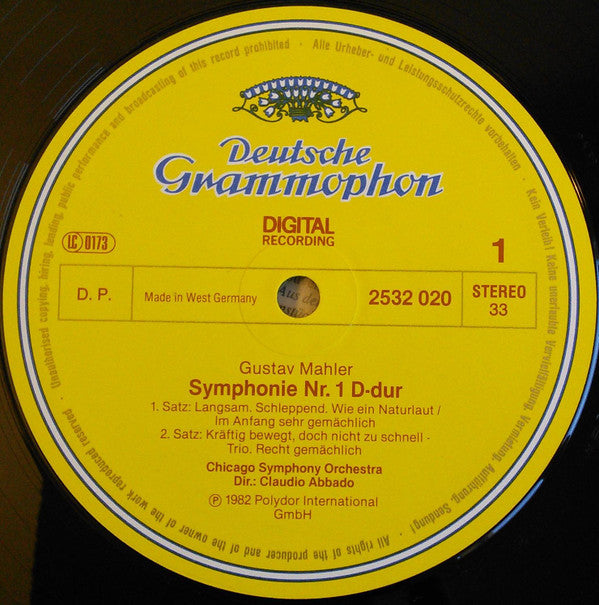 Alle Urheber- und Leistungsschutzrechte vorbehalten · Kein Verleih! Keine unerlaubte Vervielfältigung, Vermietung, Aufführung, Sendung! ·
All rights of the producer and of the owner of the work reproduced reserved · Unauthorised copying, hiring, lending, public performance and broadcasting of this record prohibited ·
Deutsche
Grammophon
DIGITAL
RECORDING
LC 0173
1
D. P.
Made in West Germany
2532 020
STEREO
33
Gustav Mahler
Symphonie Nr. 1 D-dur
1. Satz: Langsam. Schleppend. Wie ein Naturlaut /
Im Anfang sehr gemächlich
2. Satz: Kräftig bewegt, doch nicht zu schnell -
Trio. Recht gemächlich
Chicago Symphony Orchestra
Dir.: Claudio Abbado
Ⓟ 1982 Polydor International
GmbH